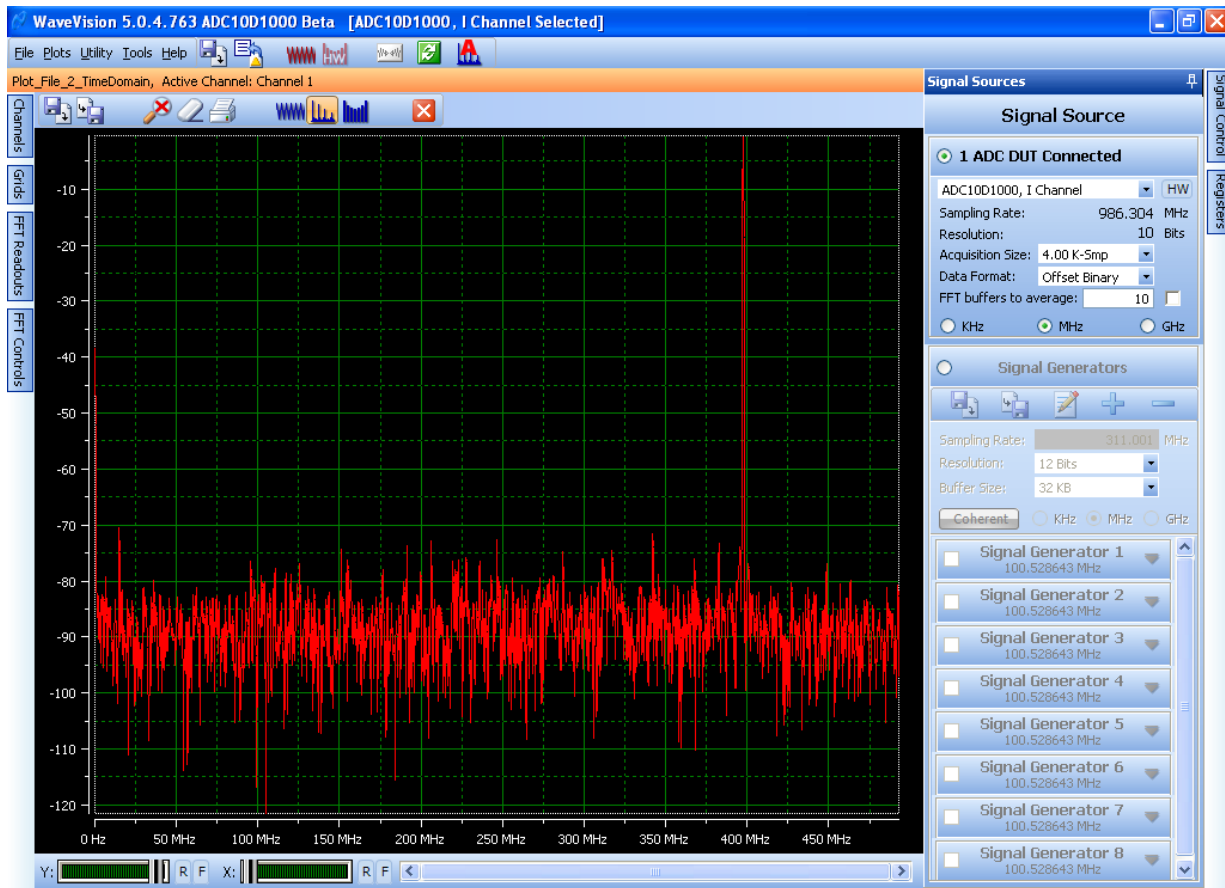 WaveVision 5.0.4.763 ADC10D1000 Beta [ADC10D1000, I Channel Selected]
File Plots Utility Tools Help
Plot_File_2_TimeDomain, Active Channel: Channel 1
Channels
Grids
FFT Readouts
FFT Controls
-10
-20
-30
-40
-50
-60
-70
-80
-90
-100
-110
-120
0 Hz 50 MHz 100 MHz 150 MHz 200 MHz 250 MHz 300 MHz 350 MHz 400 MHz 450 MHz
Y: R F X: R F
Signal Sources
Signal Source
1 ADC DUT Connected
ADC10D1000, I Channel HW
Sampling Rate: 986.304 MHz
Resolution: 10 Bits
Acquisition Size: 4.00 K-Smp
Data Format: Offset Binary
FFT buffers to average: 10
KHz MHz GHz
Signal Generators
Sampling Rate: 311.001 MHz
Resolution: 12 Bits
Buffer Size: 32 KB
Coherent KHz MHz GHz
Signal Generator 1
100.528643 MHz
Signal Generator 2
100.528643 MHz
Signal Generator 3
100.528643 MHz
Signal Generator 4
100.528643 MHz
Signal Generator 5
100.528643 MHz
Signal Generator 6
100.528643 MHz
Signal Generator 7
100.528643 MHz
Signal Generator 8
100.528643 MHz
Signal Control
Registers